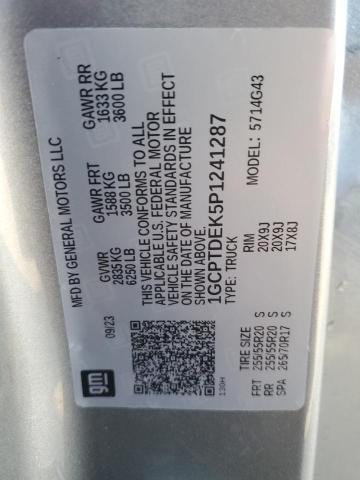 MFD BY GENERAL MOTORS LLC
09/23
GVWR
2835 KG
6250 LB
GAWR FRT
1588 KG
3500 LB
GAWR RR
1633 KG
3600 LB
THIS VEHICLE CONFORMS TO ALL
APPLICABLE U.S. FEDERAL MOTOR
VEHICLE SAFETY STANDARDS IN EFFECT
ON THE DATE OF MANUFACTURE
SHOWN ABOVE.
1GCPTDEK5P1241287
TYPE: TRUCK
MODEL: 5714G43
gm
138H
TIRE SIZE RIM
FRT 255/55R20 S 20X9J
RR 255/55R20 S 20X9J
SPA 265/70R17 S 17X8J